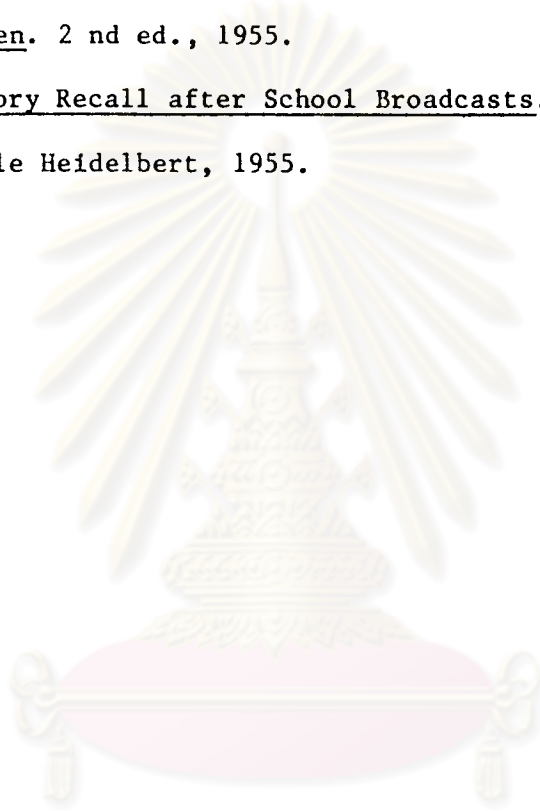 en. 2 nd ed., 1955.
ory Recall after School Broadcasts.
le Heidelbert, 1955.